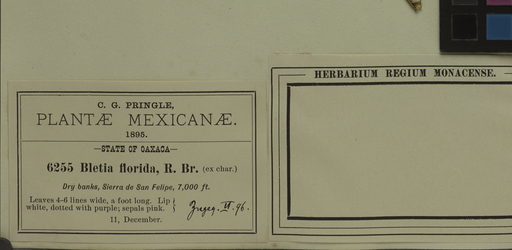 C. G. PRINGLE,
PLANTÆ MEXICANÆ.
1895.
—STATE OF OAXACA—
6255 Bletia florida, R. Br. (ex char.)
Dry banks, Sierra de San Felipe, 7,000 ft.
Leaves 4-6 lines wide, a foot long. Lip
white, dotted with purple; sepals pink.
VI. 96.
11, December.
HERBARIUM REGIUM MONACENSE.